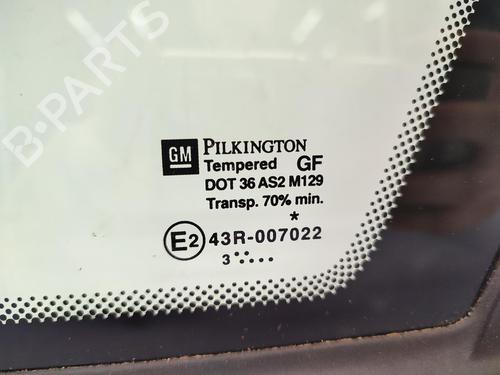 B-PARTS
GM PILKINGTON
Tempered GF
DOT 36 AS2 M129
Transp. 70% min.
*
E2 43R-007022
3 ··.....